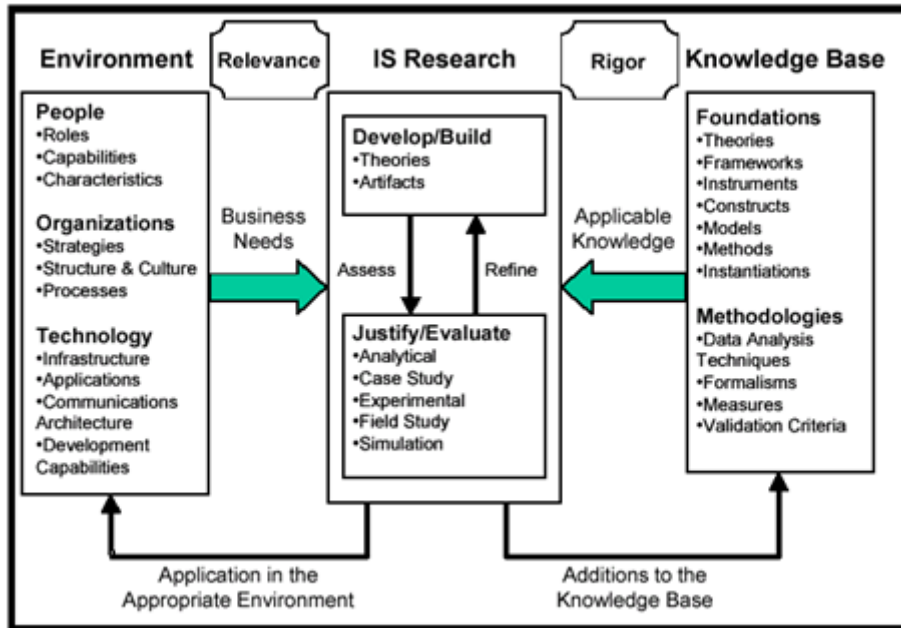 Environment
Relevance
IS Research
Rigor
Knowledge Base
People
•Roles
•Capabilities
•Characteristics
Organizations
•Strategies
•Structure & Culture
•Processes
Technology
•Infrastructure
•Applications
•Communications
Architecture
•Development
Capabilities
Business
Needs
Develop/Build
•Theories
•Artifacts
Assess
Refine
Justify/Evaluate
•Analytical
•Case Study
•Experimental
•Field Study
•Simulation
Applicable
Knowledge
Foundations
•Theories
•Frameworks
•Instruments
•Constructs
•Models
•Methods
•Instantiations
Methodologies
•Data Analysis
Techniques
•Formalisms
•Measures
•Validation Criteria
Application in the
Appropriate Environment
Additions to the
Knowledge Base